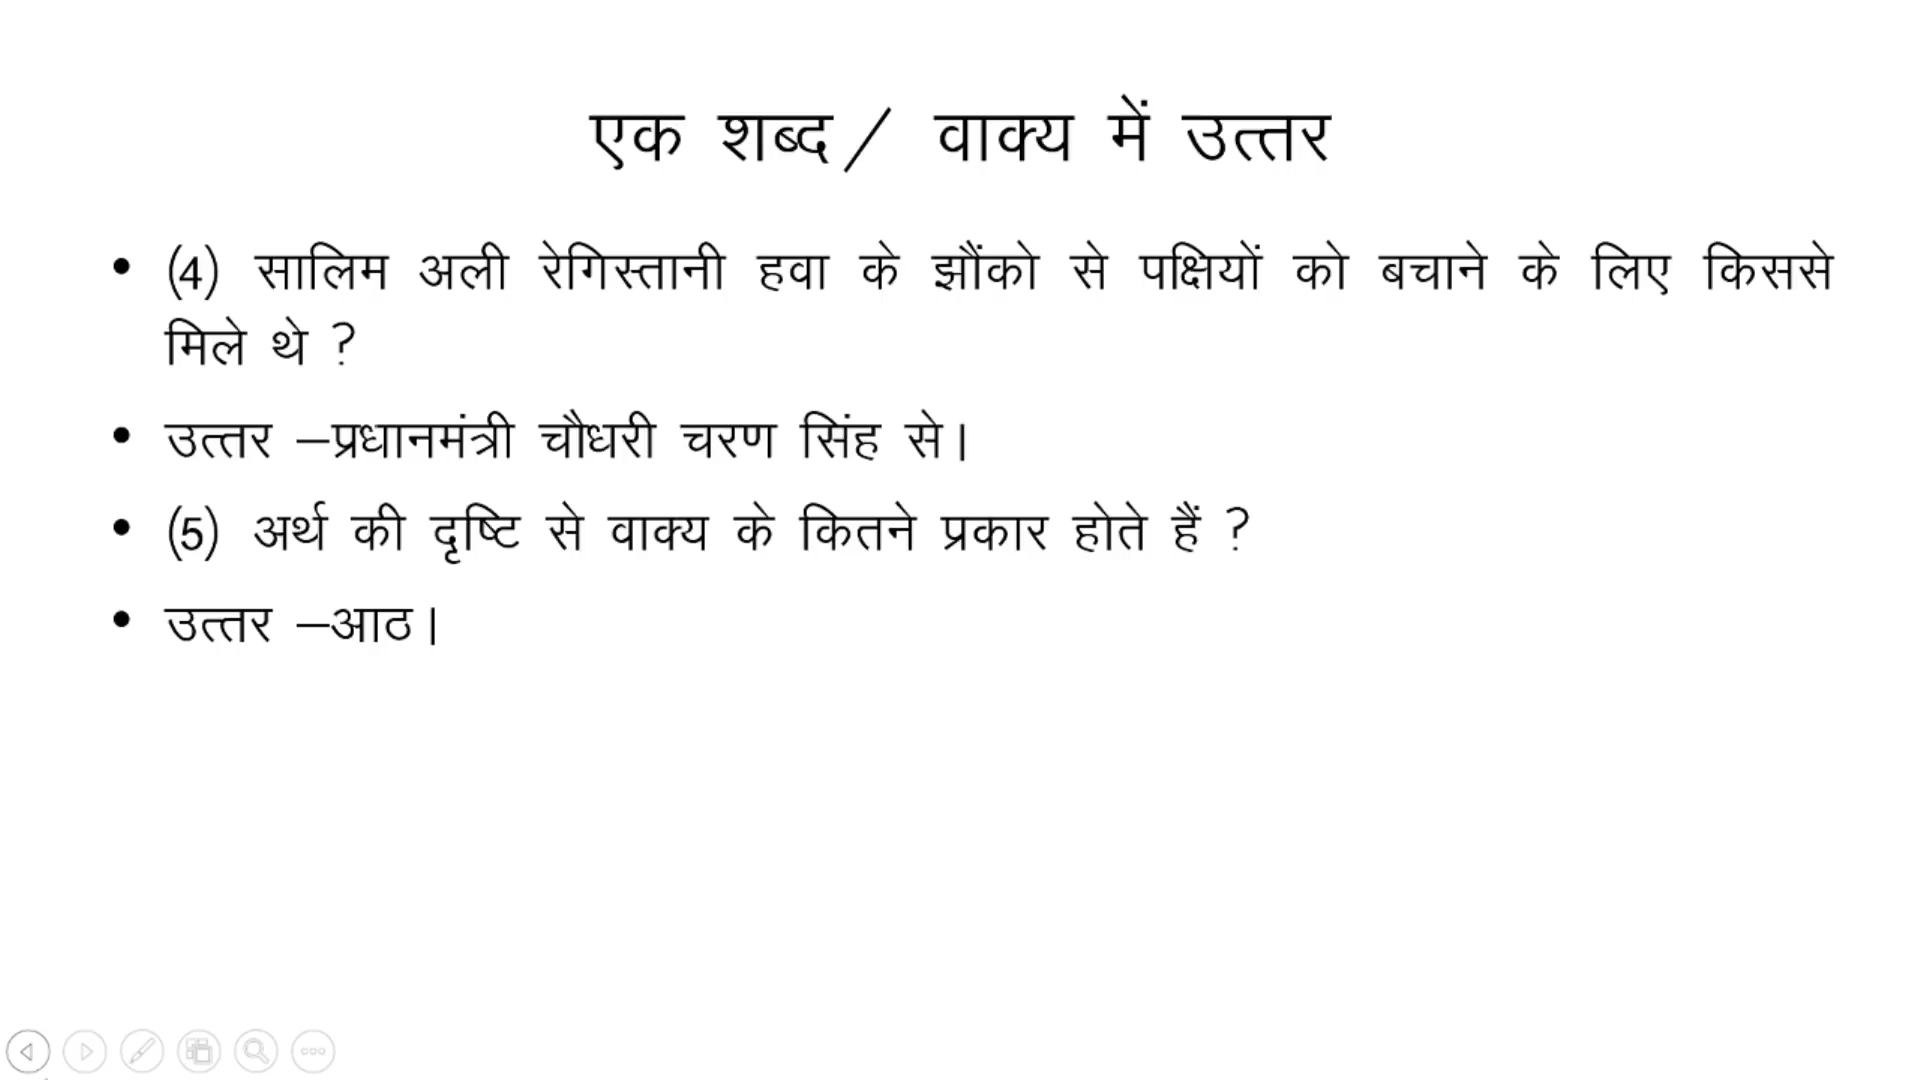 एक शब्द/ वाक्य में उत्तर
• (4) सालिम अली रेगिस्तानी हवा के झौंको से पक्षियों को बचाने के लिए किससे
मिले थे ?
• उत्तर –प्रधानमंत्री चौधरी चरण सिंह से।
• (5) अर्थ की दृष्टि से वाक्य के कितने प्रकार होते हैं ?
• उत्तर –आठ।